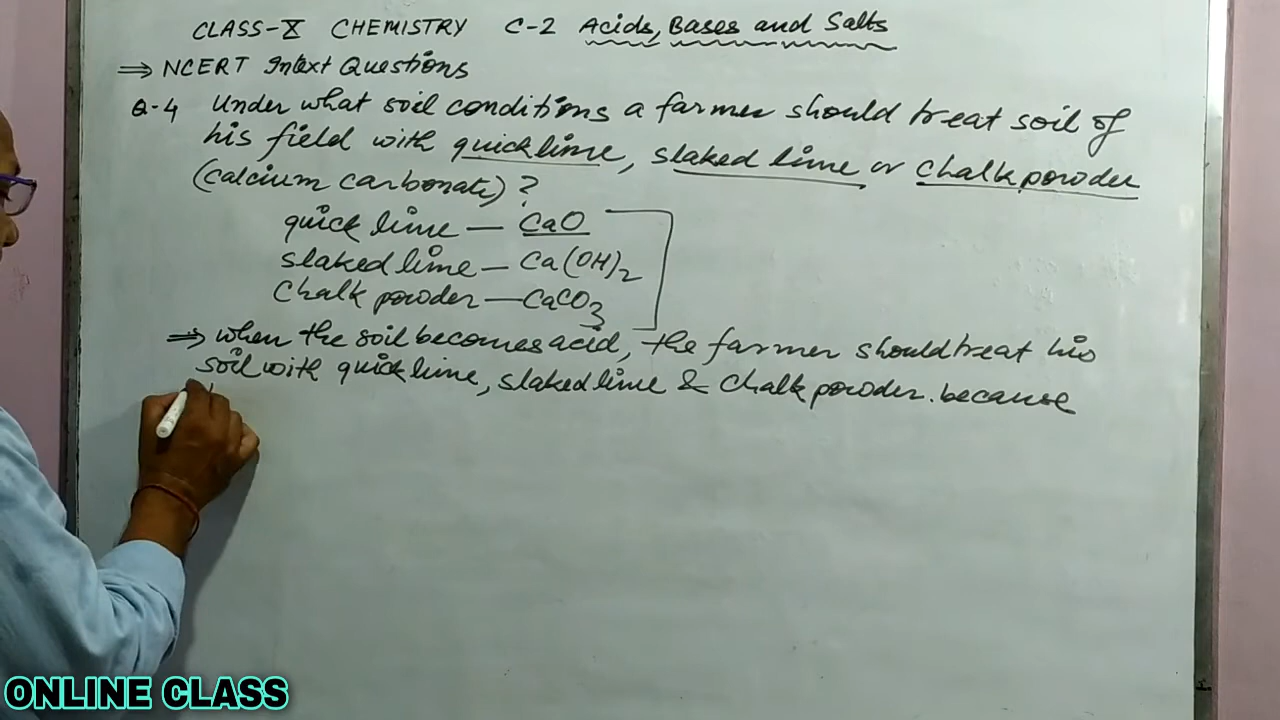 CLASS-X CHEMISTRY C-2 Acids, Bases and Salts
⇒ NCERT Intext Questions
Q-4 Under what soil conditions a farmer should treat soil of
his field with quicklime, slaked lime or chalk powder
(calcium carbonate)?
quick lime — CaO
slaked lime — Ca(OH)₂
Chalk powder — CaCO₃
⇒ when the soil becomes acid, the farmer should treat his
soil with quick lime, slaked lime & Chalk powder. because
ONLINE CLASS